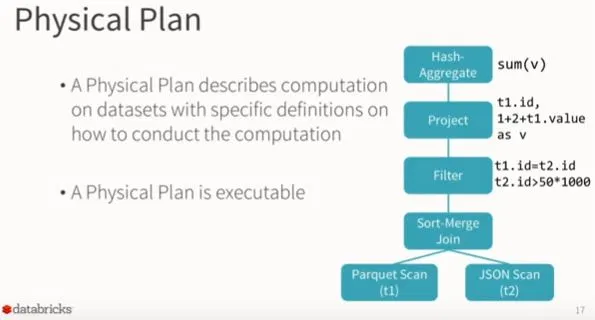 Physical Plan
• A Physical Plan describes computation
on datasets with specific definitions on
how to conduct the computation
• A Physical Plan is executable
Hash-
Aggregate
sum(v)
Project
t1.id,
1+2+t1.value
as v
Filter
t1.id=t2.id
t2.id>50*1000
Sort-Merge
Join
Parquet Scan
(t1)
JSON Scan
(t2)
databricks
17